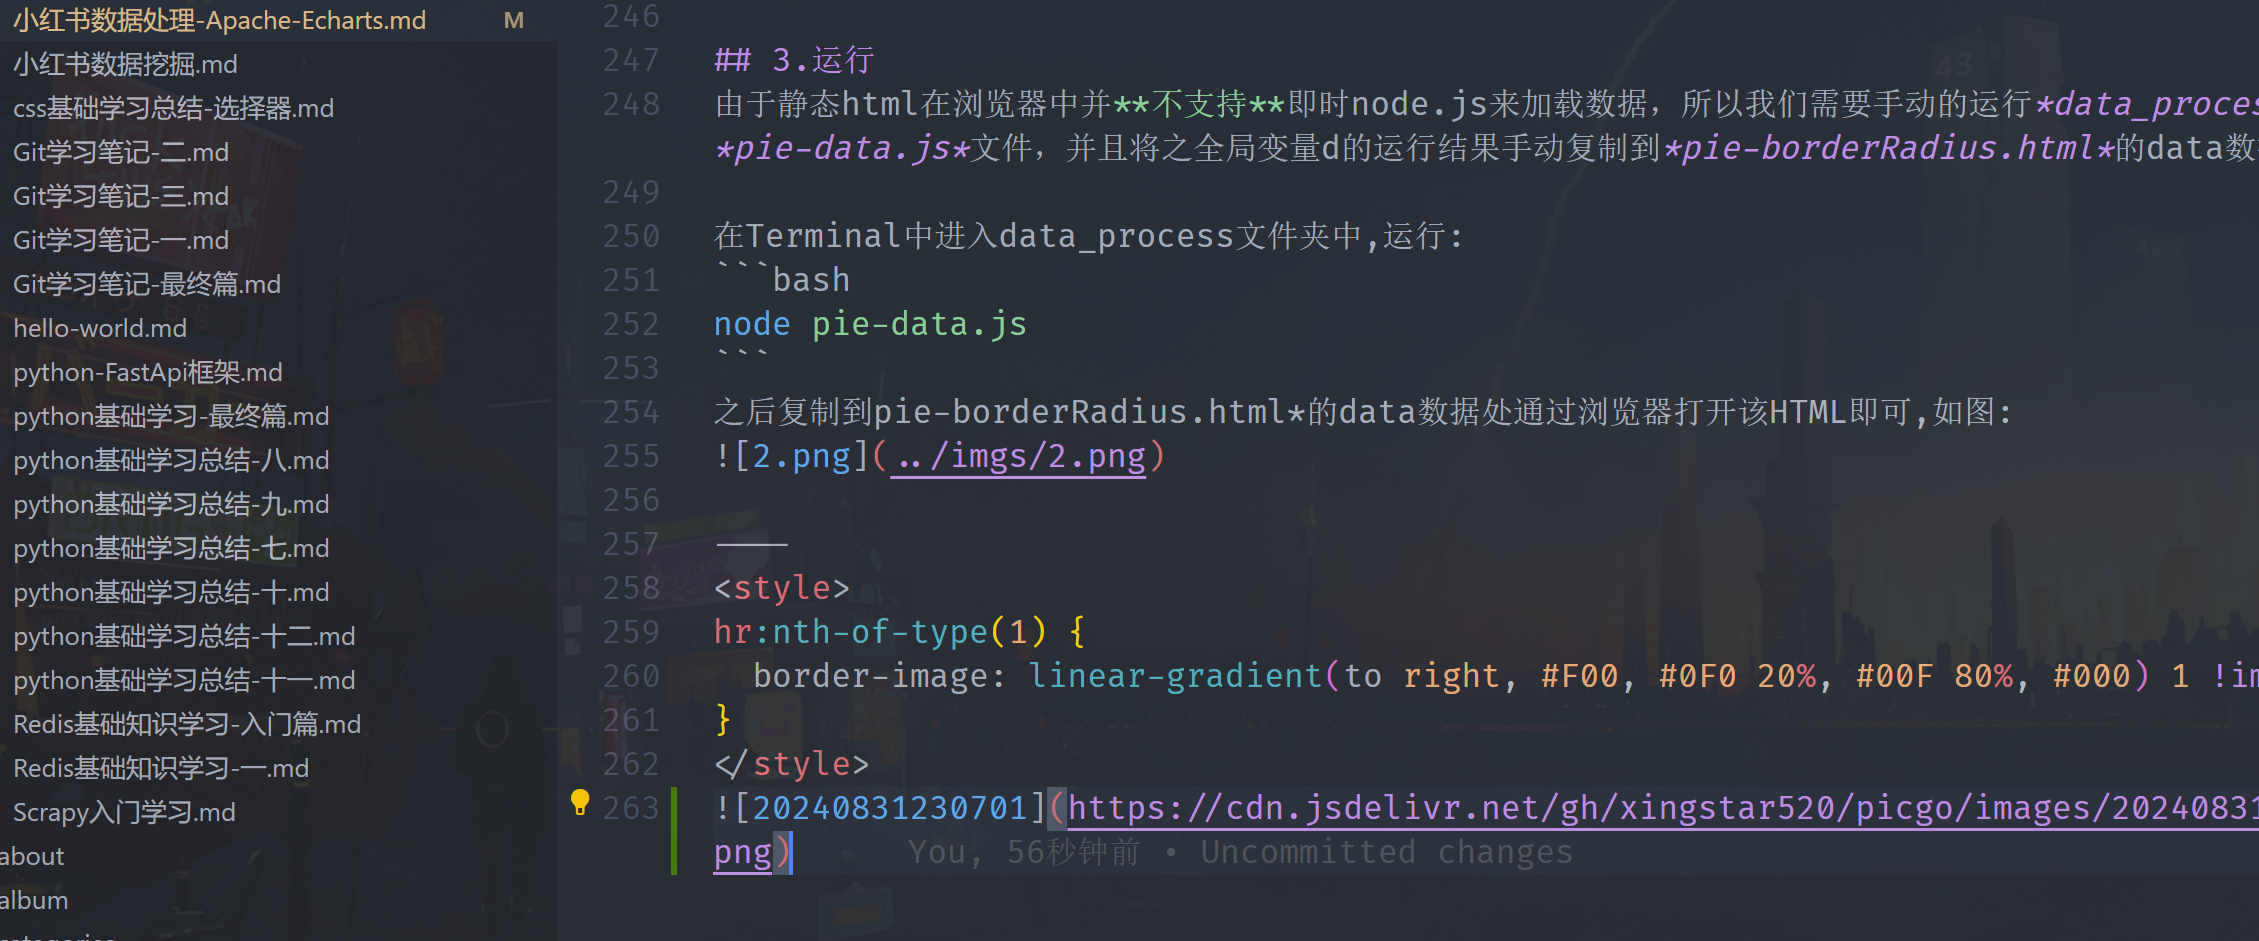 小红书数据处理-Apache-Echarts.md M
小红书数据挖掘.md
css基础学习总结-选择器.md
Git学习笔记-二.md
Git学习笔记-三.md
Git学习笔记-一.md
Git学习笔记-最终篇.md
hello-world.md
python-FastApi框架.md
python基础学习-最终篇.md
python基础学习总结-八.md
python基础学习总结-九.md
python基础学习总结-七.md
python基础学习总结-十.md
python基础学习总结-十二.md
python基础学习总结-十一.md
Redis基础知识学习-入门篇.md
Redis基础知识学习-一.md
Scrapy入门学习.md
about
album
categories
246
247 ## 3.运行
248 由于静态html在浏览器中并**不支持**即时node.js来加载数据，所以我们需要手动的运行*data_proces
*pie-data.js*文件，并且将之全局变量d的运行结果手动复制到*pie-borderRadius.html*的data数
249
250 在Terminal中进入data_process文件夹中,运行:
251 ```bash
252 node pie-data.js
253 ```
254 之后复制到pie-borderRadius.html*的data数据处通过浏览器打开该HTML即可,如图:
255 ![2.png](../imgs/2.png)
256
257 ----
258 <style>
259 hr:nth-of-type(1) {
260 border-image: linear-gradient(to right, #F00, #0F0 20%, #00F 80%, #000) 1 !im
261 }
262 </style>
263 ![20240831230701](https://cdn.jsdelivr.net/gh/xingstar520/picgo/images/20240831
png) You, 56秒钟前 • Uncommitted changes